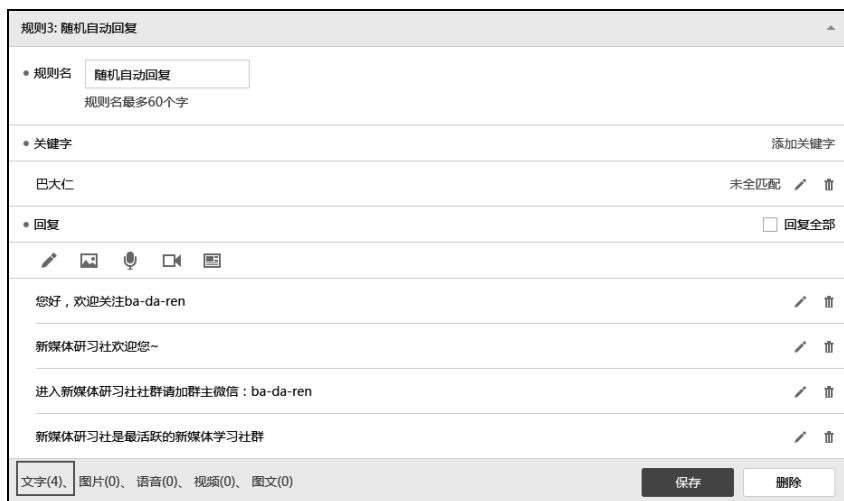 规则3: 随机自动回复
规则名 随机自动回复
规则名最多60个字
关键字 添加关键字
巴大仁 未全匹配
回复 回复全部
您好，欢迎关注ba-da-ren
新媒体研习社欢迎您~
进入新媒体研习社社群请加群主微信：ba-da-ren
新媒体研习社是最活跃的新媒体学习社群
文字(4)、 图片(0)、 语音(0)、 视频(0)、 图文(0) 保存 删除